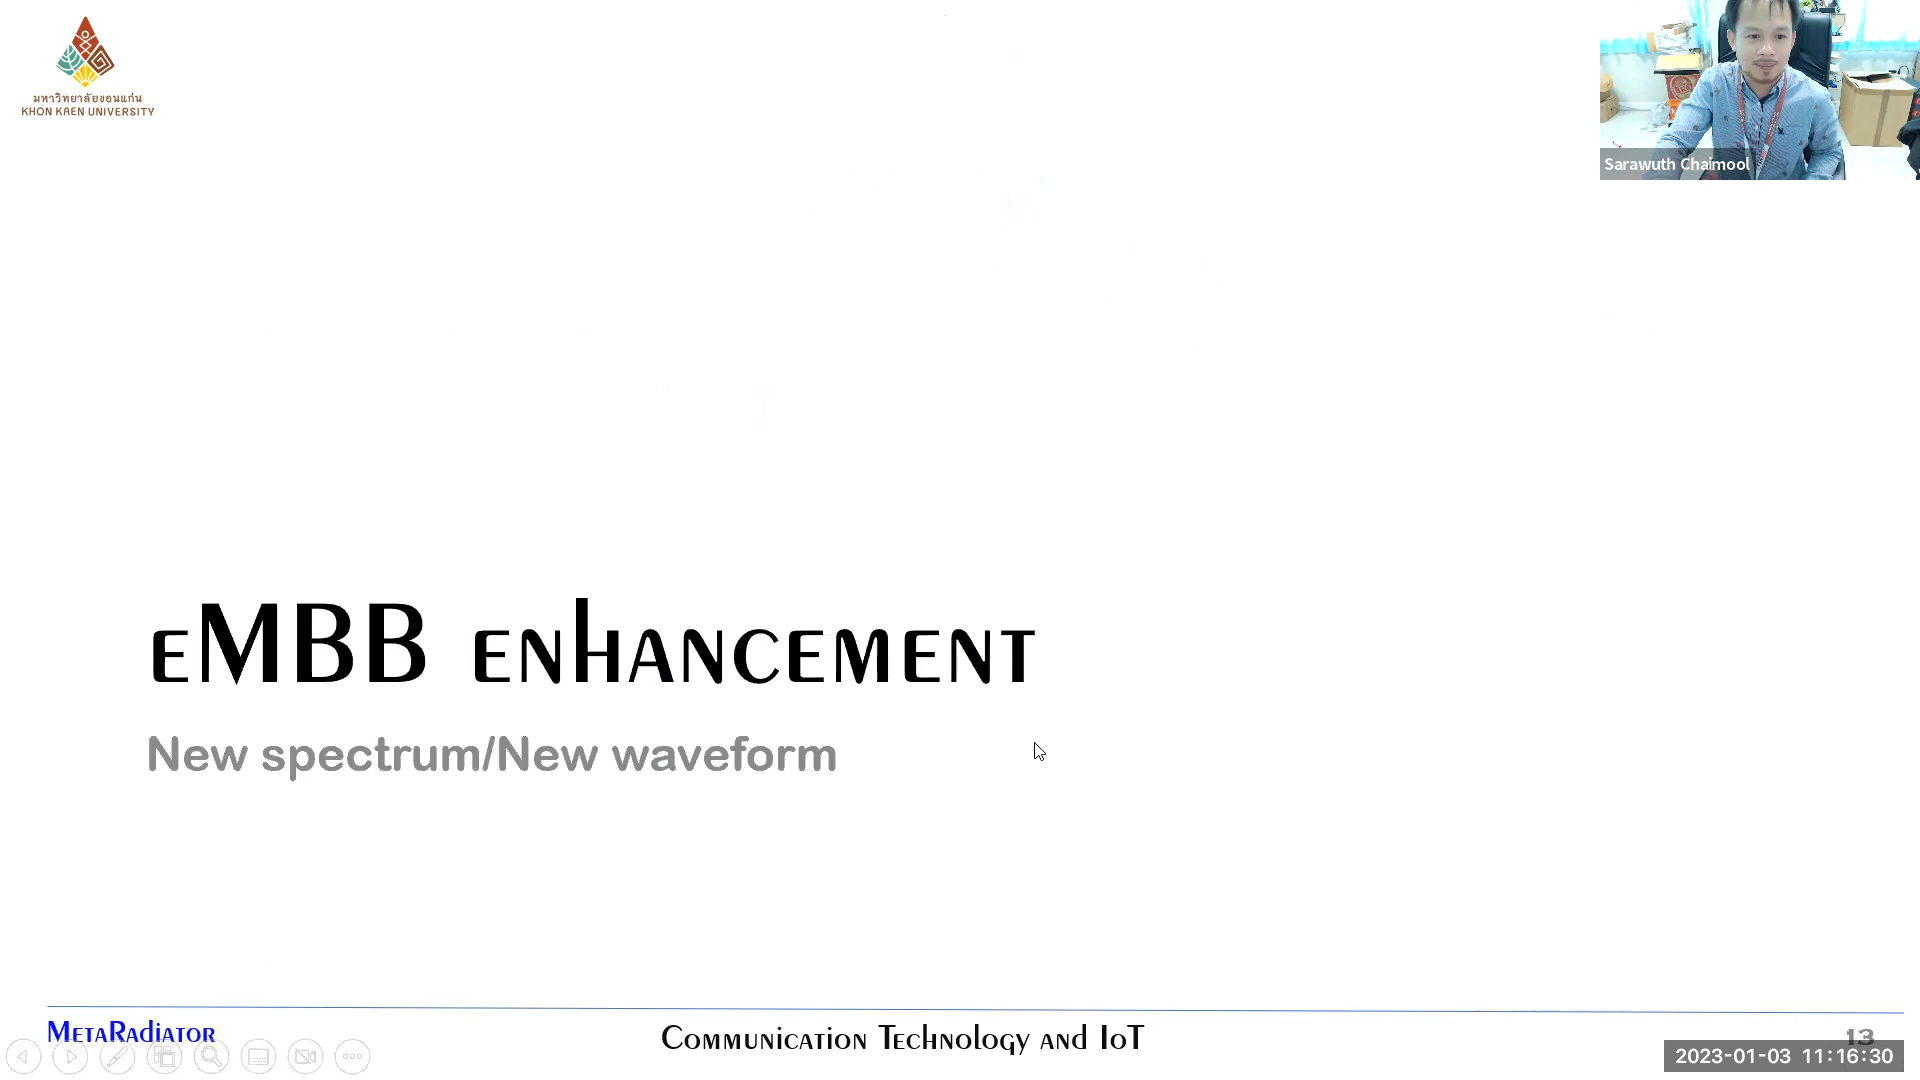 มหาวิทยาลัยขอนแก่น
KHON KAEN UNIVERSITY
Sarawuth Chaimool
eMBB enhancement
New spectrum/New waveform
MetaRadiator
Communication Technology and IoT
13
2023-01-03 11:16:30